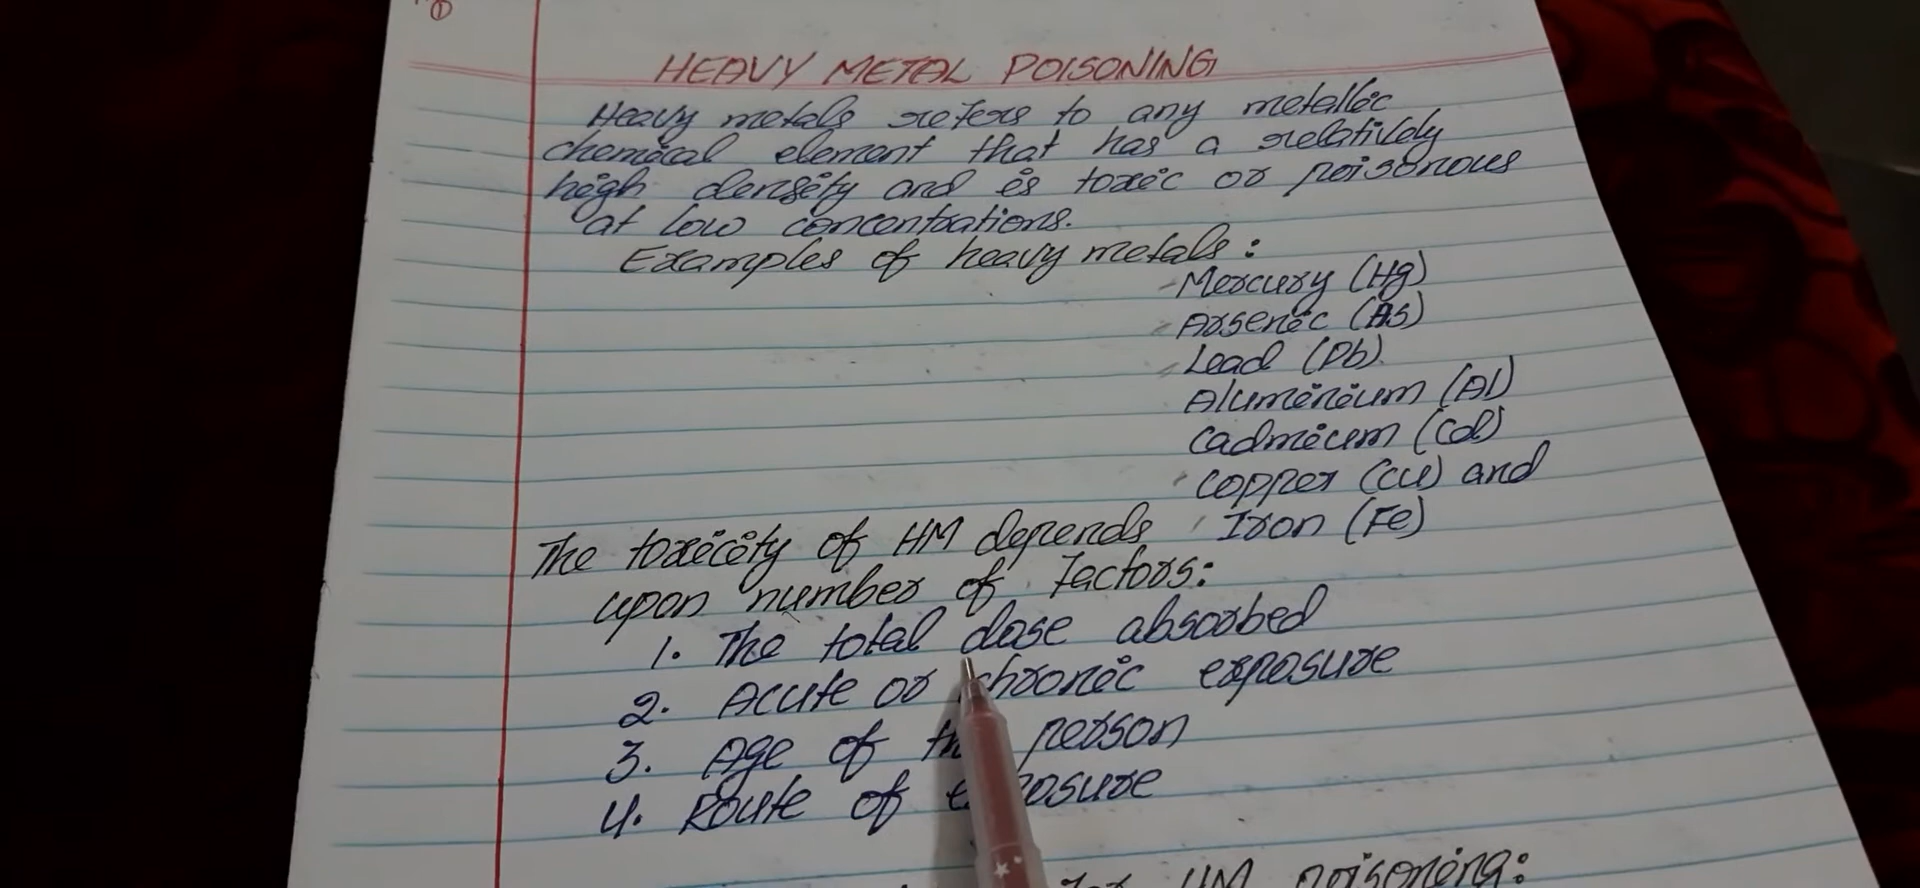 ①
HEAVY METAL POISONING
Heavy metals refers to any metallic
chemical element that has a relatively
high density and is toxic or poisonous
at low concentrations.
Examples of heavy metals:
Mercury (Hg)
Arsenic (As)
Lead (Pb)
Aluminium (Al)
Cadmium (Cd)
Copper (Cu) and
Iron (Fe)
The toxicity of HM depends
upon number of factors:
1. The total dose absorbed
2. Acute or chronic exposure
3. Age of the person
4. Route of exposure
HM poisoning: